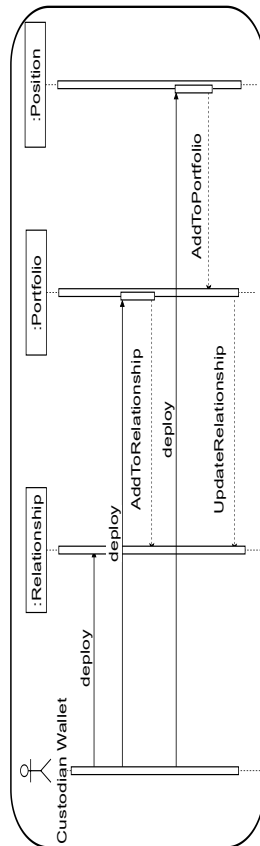 Custodian Wallet
:Relationship
:Portfolio
:Position
deploy
deploy
AddToRelationship
deploy
AddToPortfolio
UpdateRelationship